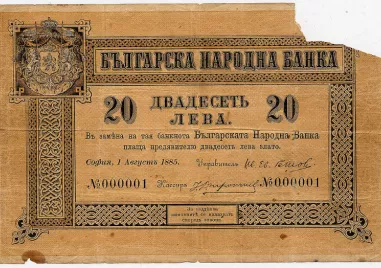 БЪЛГАРСКА НАРОДНА БАНКА
20 ДВАДЕСЕТЬ 20
ЛЕВА.
Въ замѣна на тая банкнота Българската Народна Банка
плаща предявителю двадесеть лева злато.
София, 1 Августъ 1885. Управитель
№000001 Кассиръ №000001